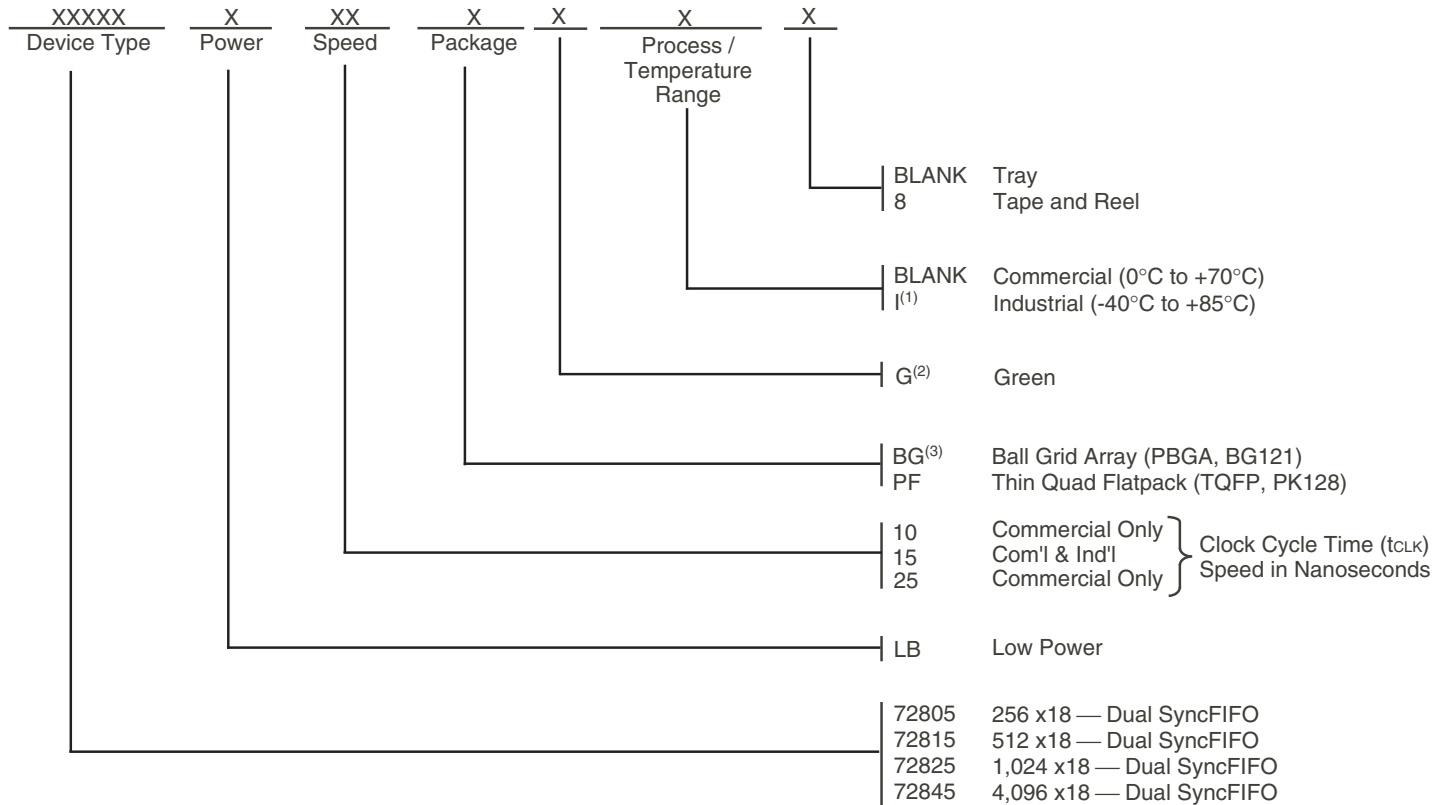 XXXXX X XX X X X X
Device Type Power Speed Package Process /
Temperature
Range
BLANK Tray
8 Tape and Reel
BLANK Commercial (0°C to +70°C)
I(1) Industrial (-40°C to +85°C)
G(2) Green
BG(3) Ball Grid Array (PBGA, BG121)
PF Thin Quad Flatpack (TQFP, PK128)
10 Commercial Only
15 Com'l & Ind'l
25 Commercial Only
Clock Cycle Time (tCLK)
Speed in Nanoseconds
LB Low Power
72805 256 x18 — Dual SyncFIFO
72815 512 x18 — Dual SyncFIFO
72825 1,024 x18 — Dual SyncFIFO
72845 4,096 x18 — Dual SyncFIFO